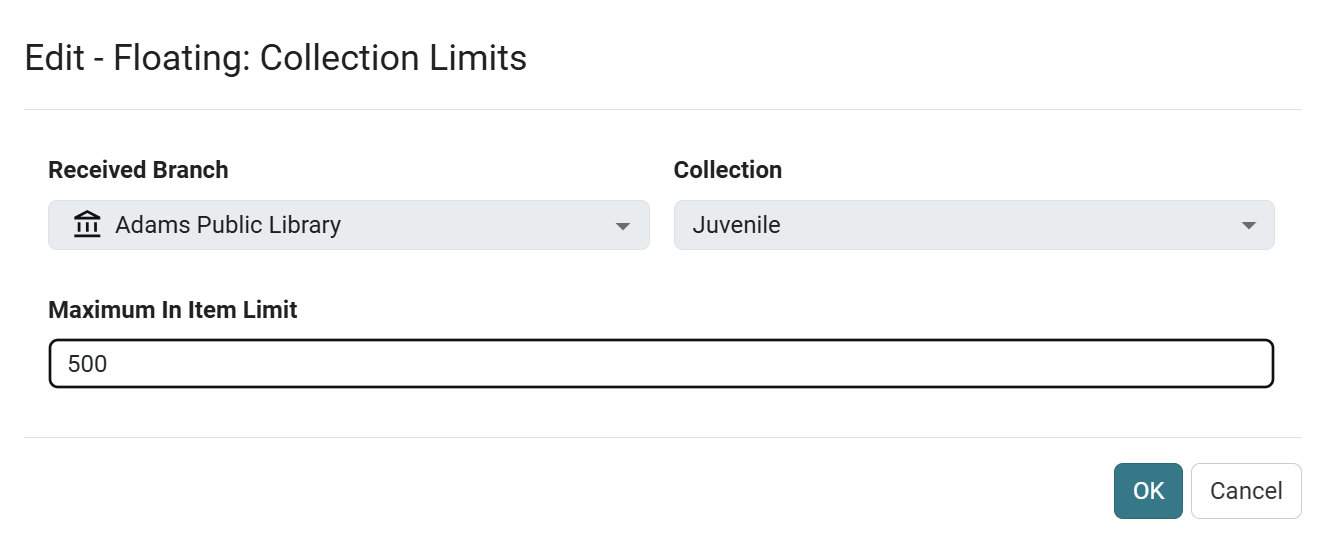 Edit - Floating: Collection Limits
Received Branch
Collection
Adams Public Library
Juvenile
Maximum In Item Limit
500
OK
Cancel